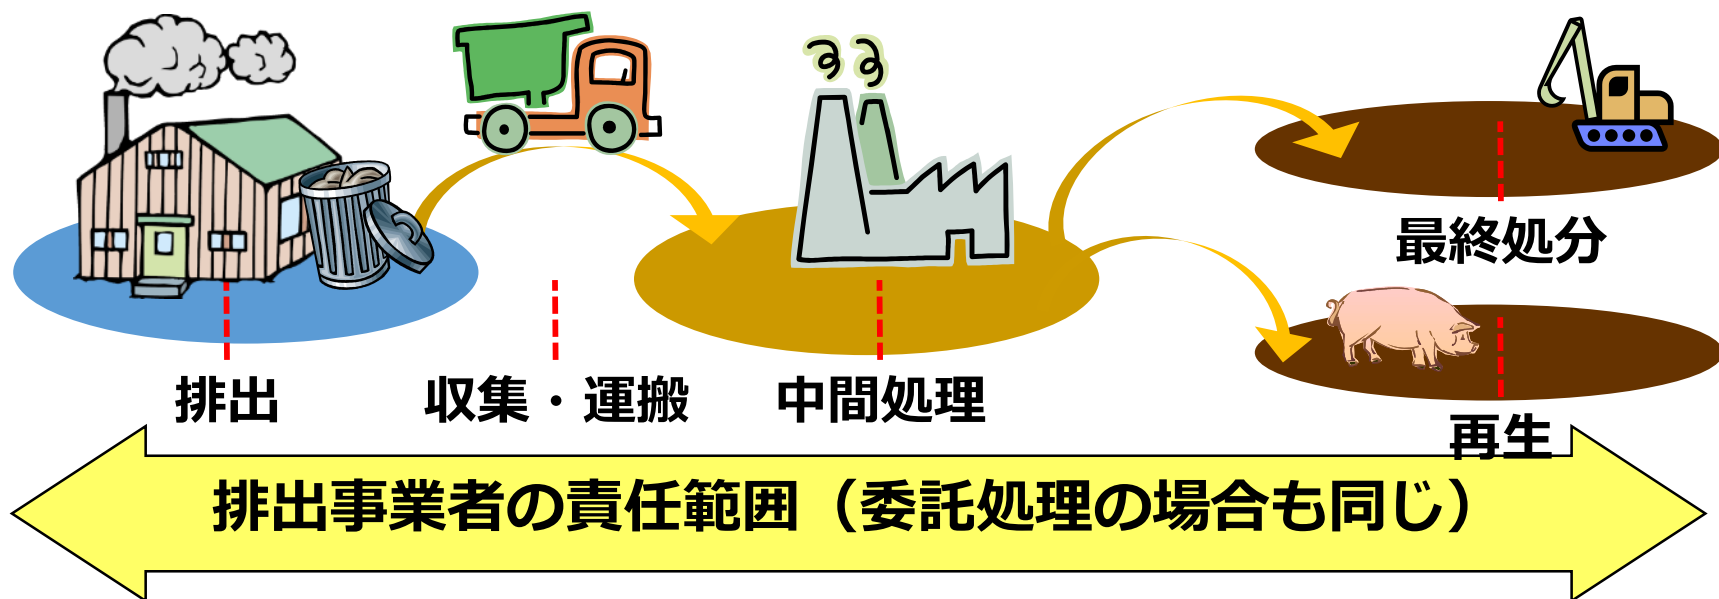 最終処分
排出
収集・運搬
中間処理
再生
排出事業者の責任範囲（委託処理の場合も同じ）